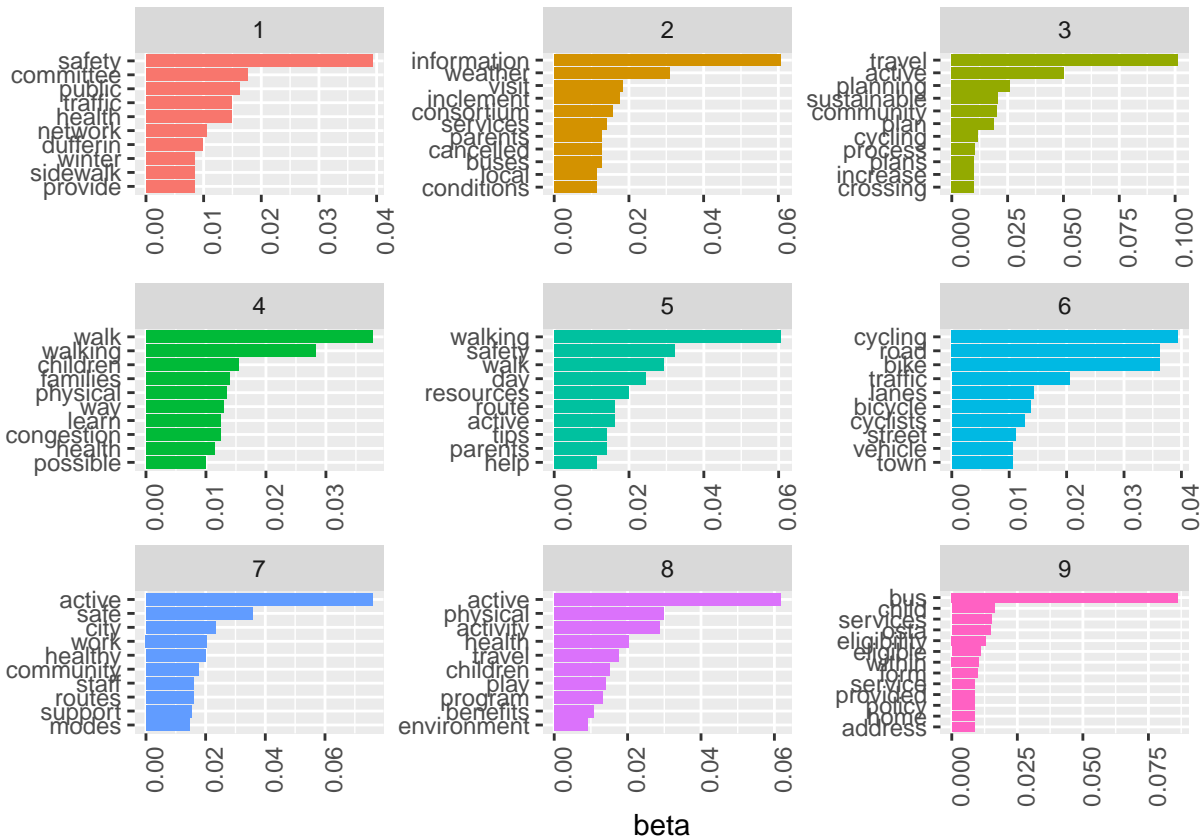 1
safety
committee
public
traffic
health
network
dufferin
winter
sidewalk
provide
0.00
0.01
0.02
0.03
0.04
2
information
weather
visit
inclement
consortium
services
parents
cancelled
buses
local
conditions
0.00
0.02
0.04
0.06
3
travel
active
planning
sustainable
community
plan
cycling
process
plans
increase
crossing
0.000
0.025
0.050
0.075
0.100
4
walk
walking
children
families
physical
way
learn
congestion
health
possible
0.00
0.01
0.02
0.03
5
walking
safety
walk
day
resources
route
active
tips
parents
help
0.00
0.02
0.04
0.06
6
cycling
road
bike
traffic
lanes
bicycle
cyclists
street
vehicle
town
0.00
0.01
0.02
0.03
0.04
7
active
safe
city
work
healthy
community
staff
routes
support
modes
0.00
0.02
0.04
0.06
8
active
physical
activity
health
travel
children
play
program
benefits
environment
0.00
0.02
0.04
0.06
9
bus
child
services
osta
eligibility
eligible
within
form
service
provided
policy
home
address
0.000
0.025
0.050
0.075
beta